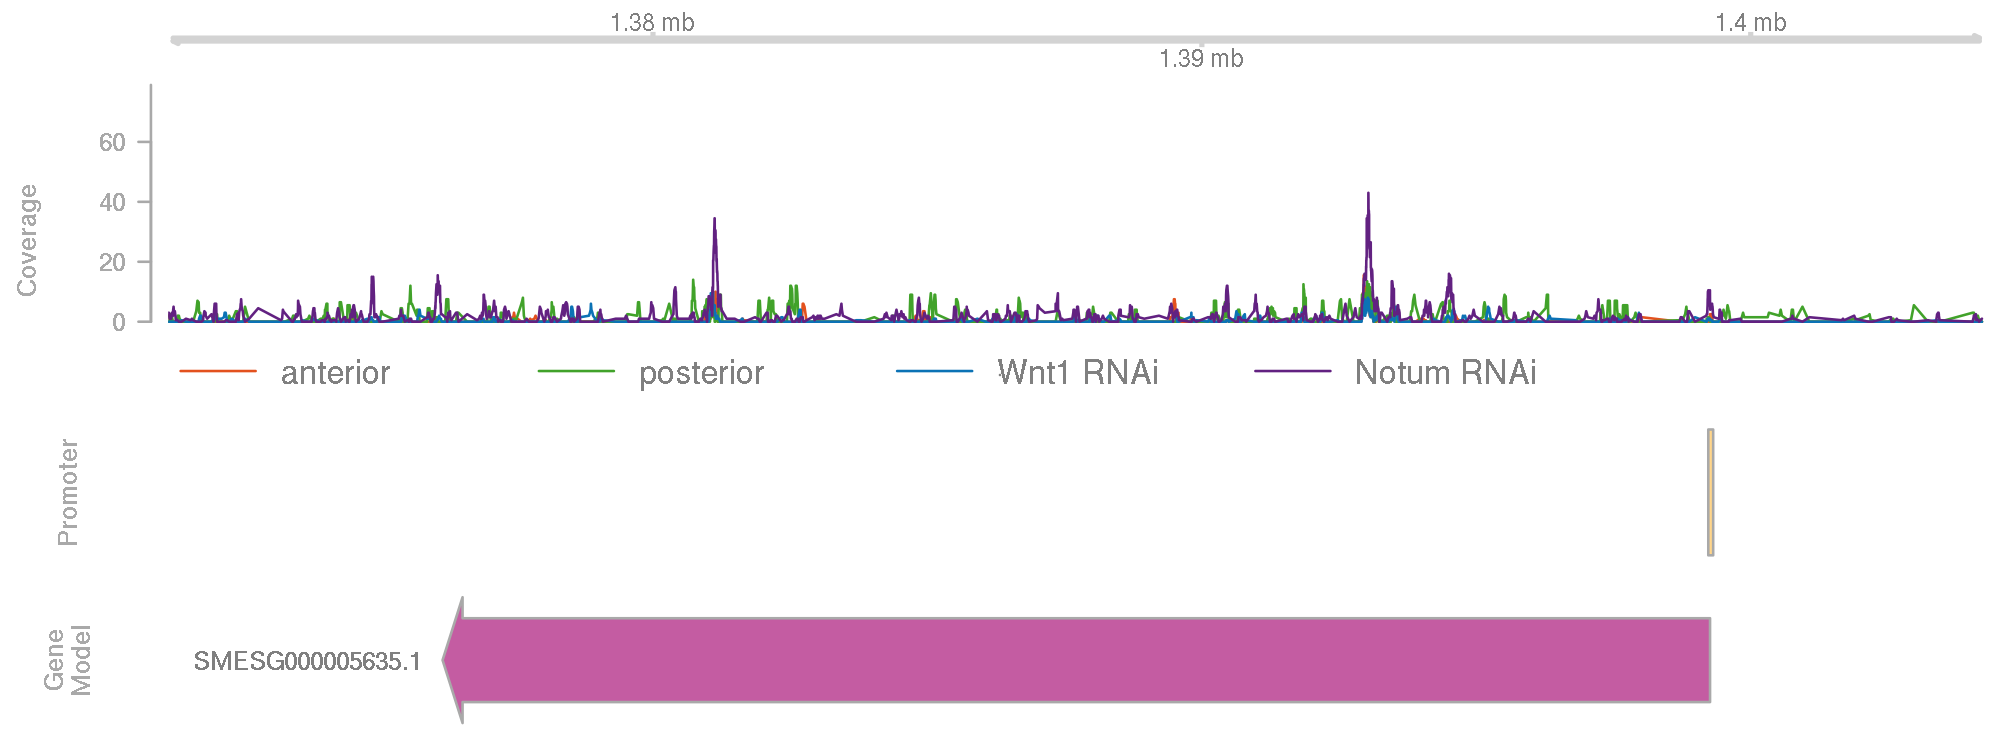 1.38 mb
1.4 mb
1.39 mb
Coverage
60
40
20
0
anterior posterior Wnt1 RNAi Notum RNAi
Promoter
Gene
Model
SMESG000005635.1